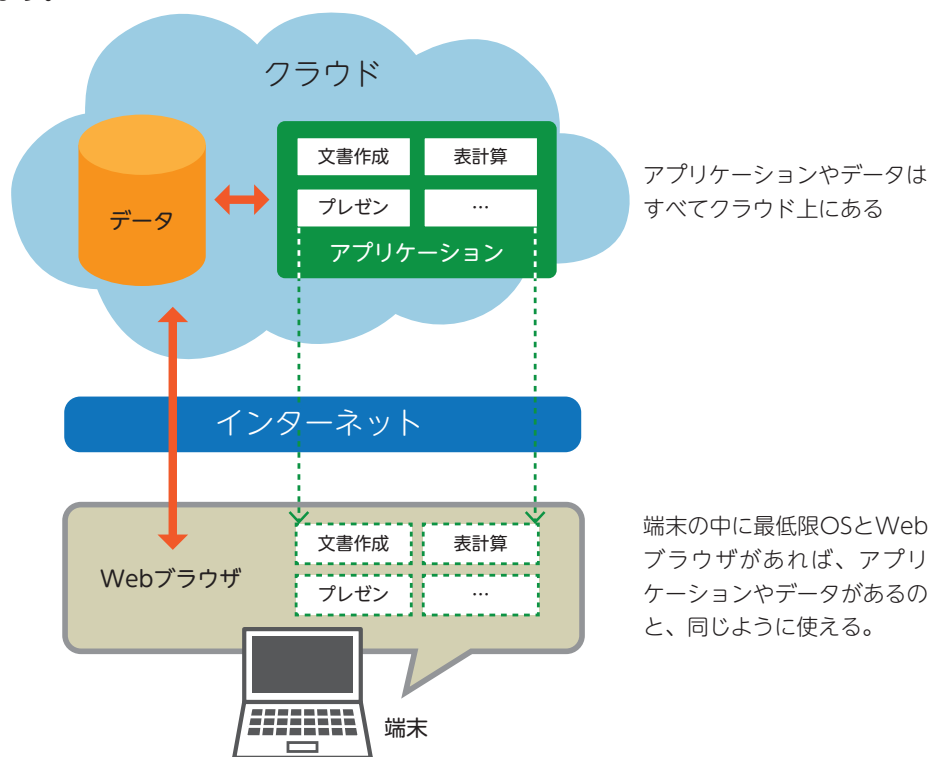 クラウド
データ
文書作成
表計算
プレゼン
…
アプリケーション
アプリケーションやデータは
すべてクラウド上にある
インターネット
Webブラウザ
文書作成
表計算
プレゼン
…
端末の中に最低限OSとWeb
ブラウザがあれば、アプリ
ケーションやデータがあるの
と、同じように使える。
端末